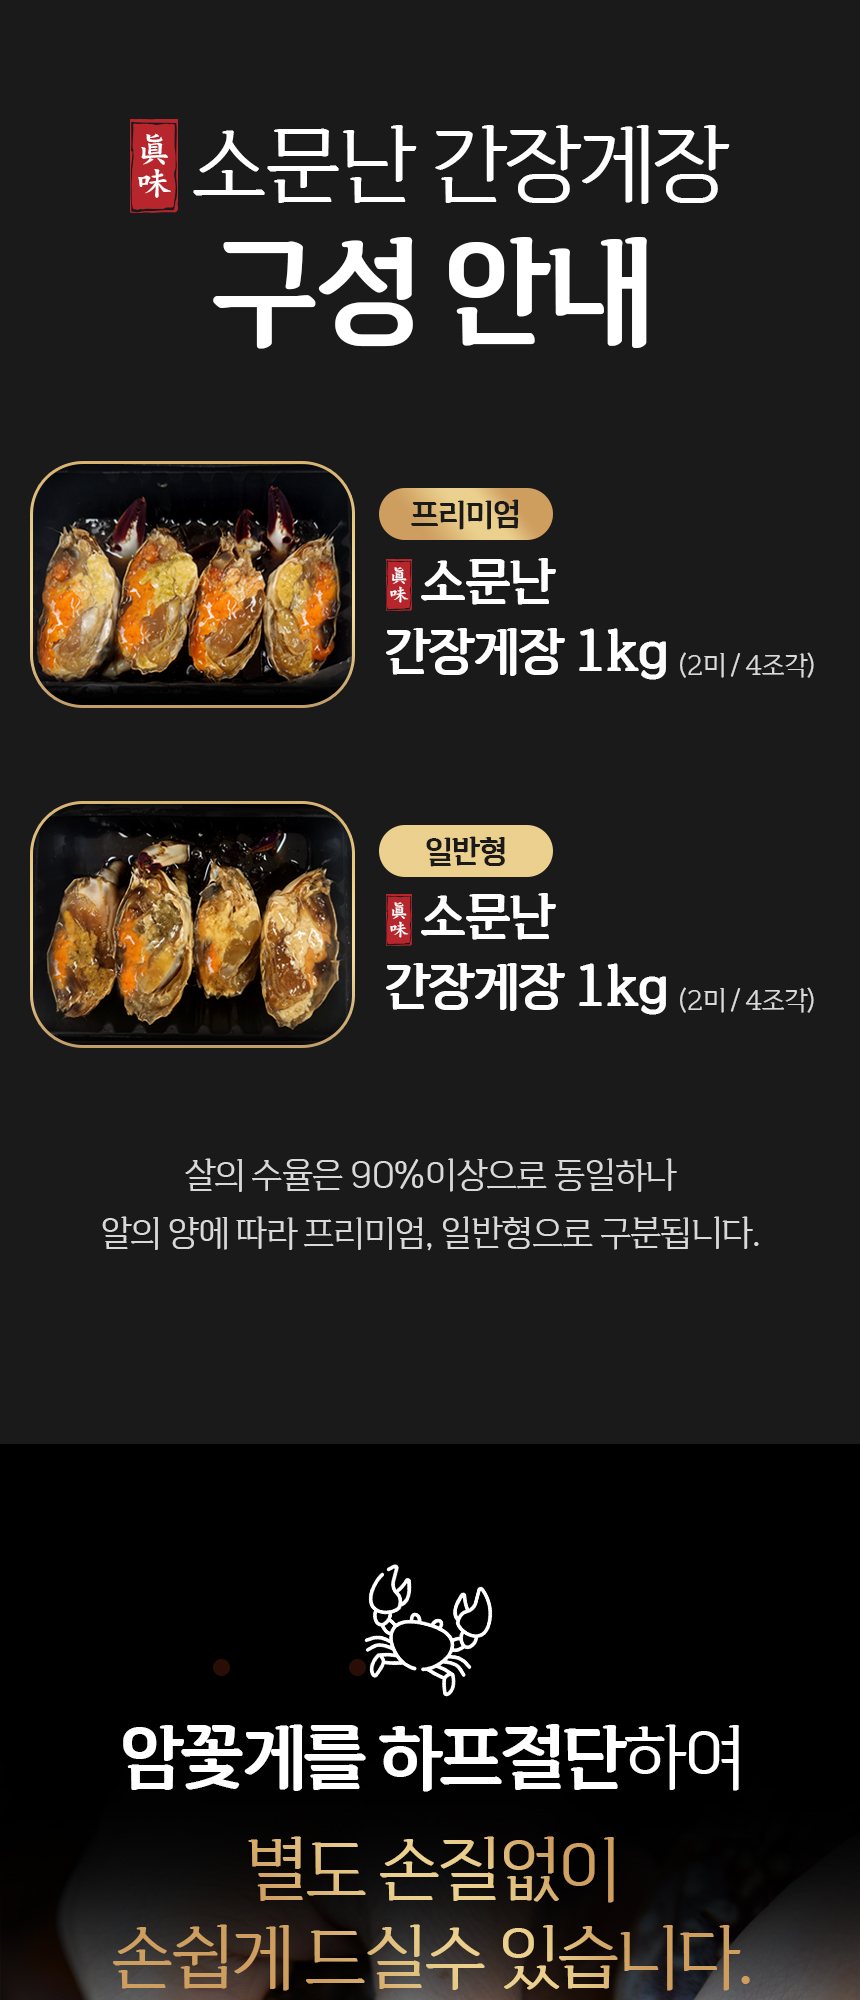 眞味 소문난 간장게장
구성 안내
프리미엄
眞味 소문난
간장게장 1kg (2미 / 4조각)
일반형
眞味 소문난
간장게장 1kg (2미 / 4조각)
살의 수율은 90%이상으로 동일하나
알의 양에 따라 프리미엄, 일반형으로 구분됩니다.
암꽃게를 하프절단하여
별도 손질없이
손쉽게 드실수 있습니다.